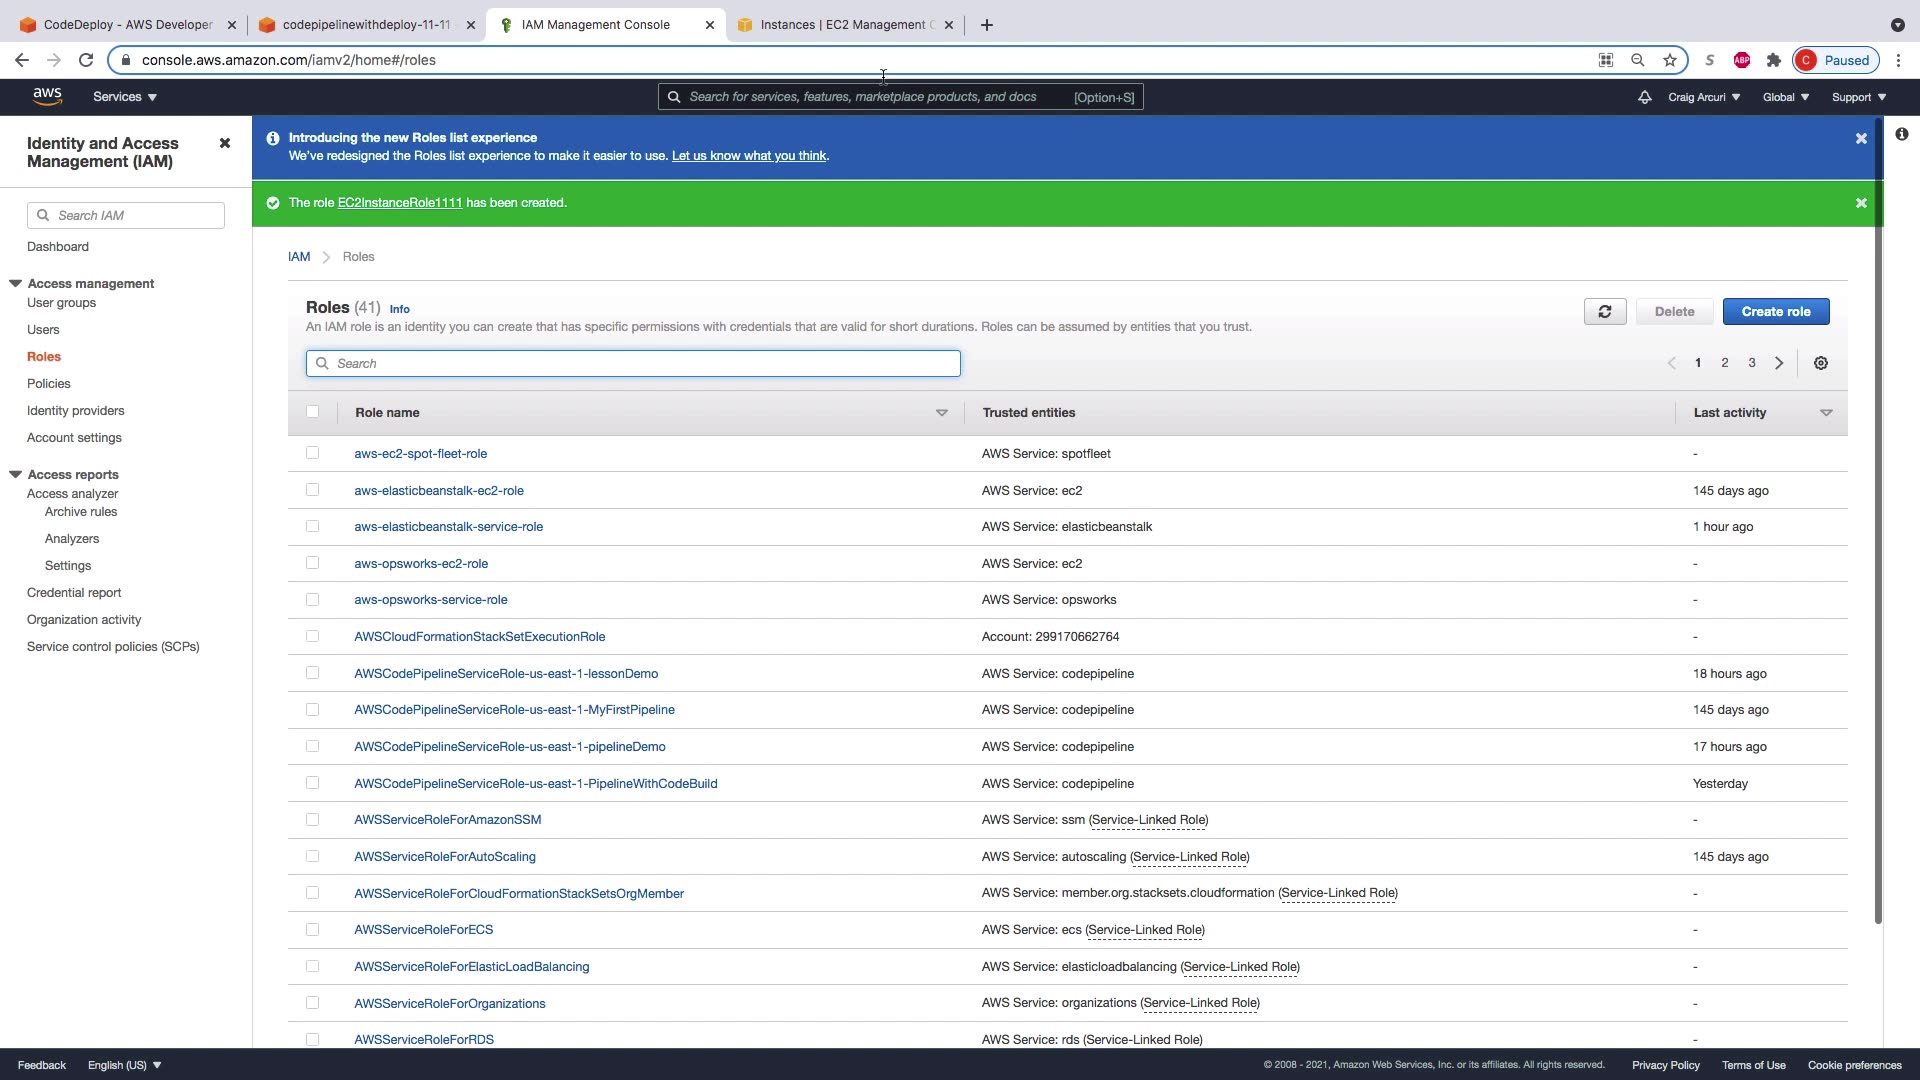 CodeDeploy - AWS Developer
codepipelinewithdeploy-11-11
IAM Management Console
Instances | EC2 Management C
console.aws.amazon.com/iamv2/home#/roles
S
ABP
C Paused
aws
Services
Search for services, features, marketplace products, and docs [Option+S]
Craig Arcuri
Global
Support
Identity and Access
Management (IAM)
Search IAM
Dashboard
Access management
User groups
Users
Roles
Policies
Identity providers
Account settings
Access reports
Access analyzer
Archive rules
Analyzers
Settings
Credential report
Organization activity
Service control policies (SCPs)
Introducing the new Roles list experience
We've redesigned the Roles list experience to make it easier to use. Let us know what you think.
The role EC2InstanceRole1111 has been created.
IAM > Roles
Roles (41) Info
Delete
Create role
An IAM role is an identity you can create that has specific permissions with credentials that are valid for short durations. Roles can be assumed by entities that you trust.
Search
1 2 3
Role name Trusted entities Last activity
aws-ec2-spot-fleet-role AWS Service: spotfleet -
aws-elasticbeanstalk-ec2-role AWS Service: ec2 145 days ago
aws-elasticbeanstalk-service-role AWS Service: elasticbeanstalk 1 hour ago
aws-opsworks-ec2-role AWS Service: ec2 -
aws-opsworks-service-role AWS Service: opsworks -
AWSCloudFormationStackSetExecutionRole Account: 299170662764 -
AWSCodePipelineServiceRole-us-east-1-lessonDemo AWS Service: codepipeline 18 hours ago
AWSCodePipelineServiceRole-us-east-1-MyFirstPipeline AWS Service: codepipeline 145 days ago
AWSCodePipelineServiceRole-us-east-1-pipelineDemo AWS Service: codepipeline 17 hours ago
AWSCodePipelineServiceRole-us-east-1-PipelineWithCodeBuild AWS Service: codepipeline Yesterday
AWSServiceRoleForAmazonSSM AWS Service: ssm (Service-Linked Role) -
AWSServiceRoleForAutoScaling AWS Service: autoscaling (Service-Linked Role) 145 days ago
AWSServiceRoleForCloudFormationStackSetsOrgMember AWS Service: member.org.stacksets.cloudformation (Service-Linked Role) -
AWSServiceRoleForECS AWS Service: ecs (Service-Linked Role) -
AWSServiceRoleForElasticLoadBalancing AWS Service: elasticloadbalancing (Service-Linked Role) -
AWSServiceRoleForOrganizations AWS Service: organizations (Service-Linked Role) -
AWSServiceRoleForRDS AWS Service: rds (Service-Linked Role) -
Feedback English (US) © 2008 - 2021, Amazon Web Services, Inc. or its affiliates. All rights reserved. Privacy Policy Terms of Use Cookie preferences